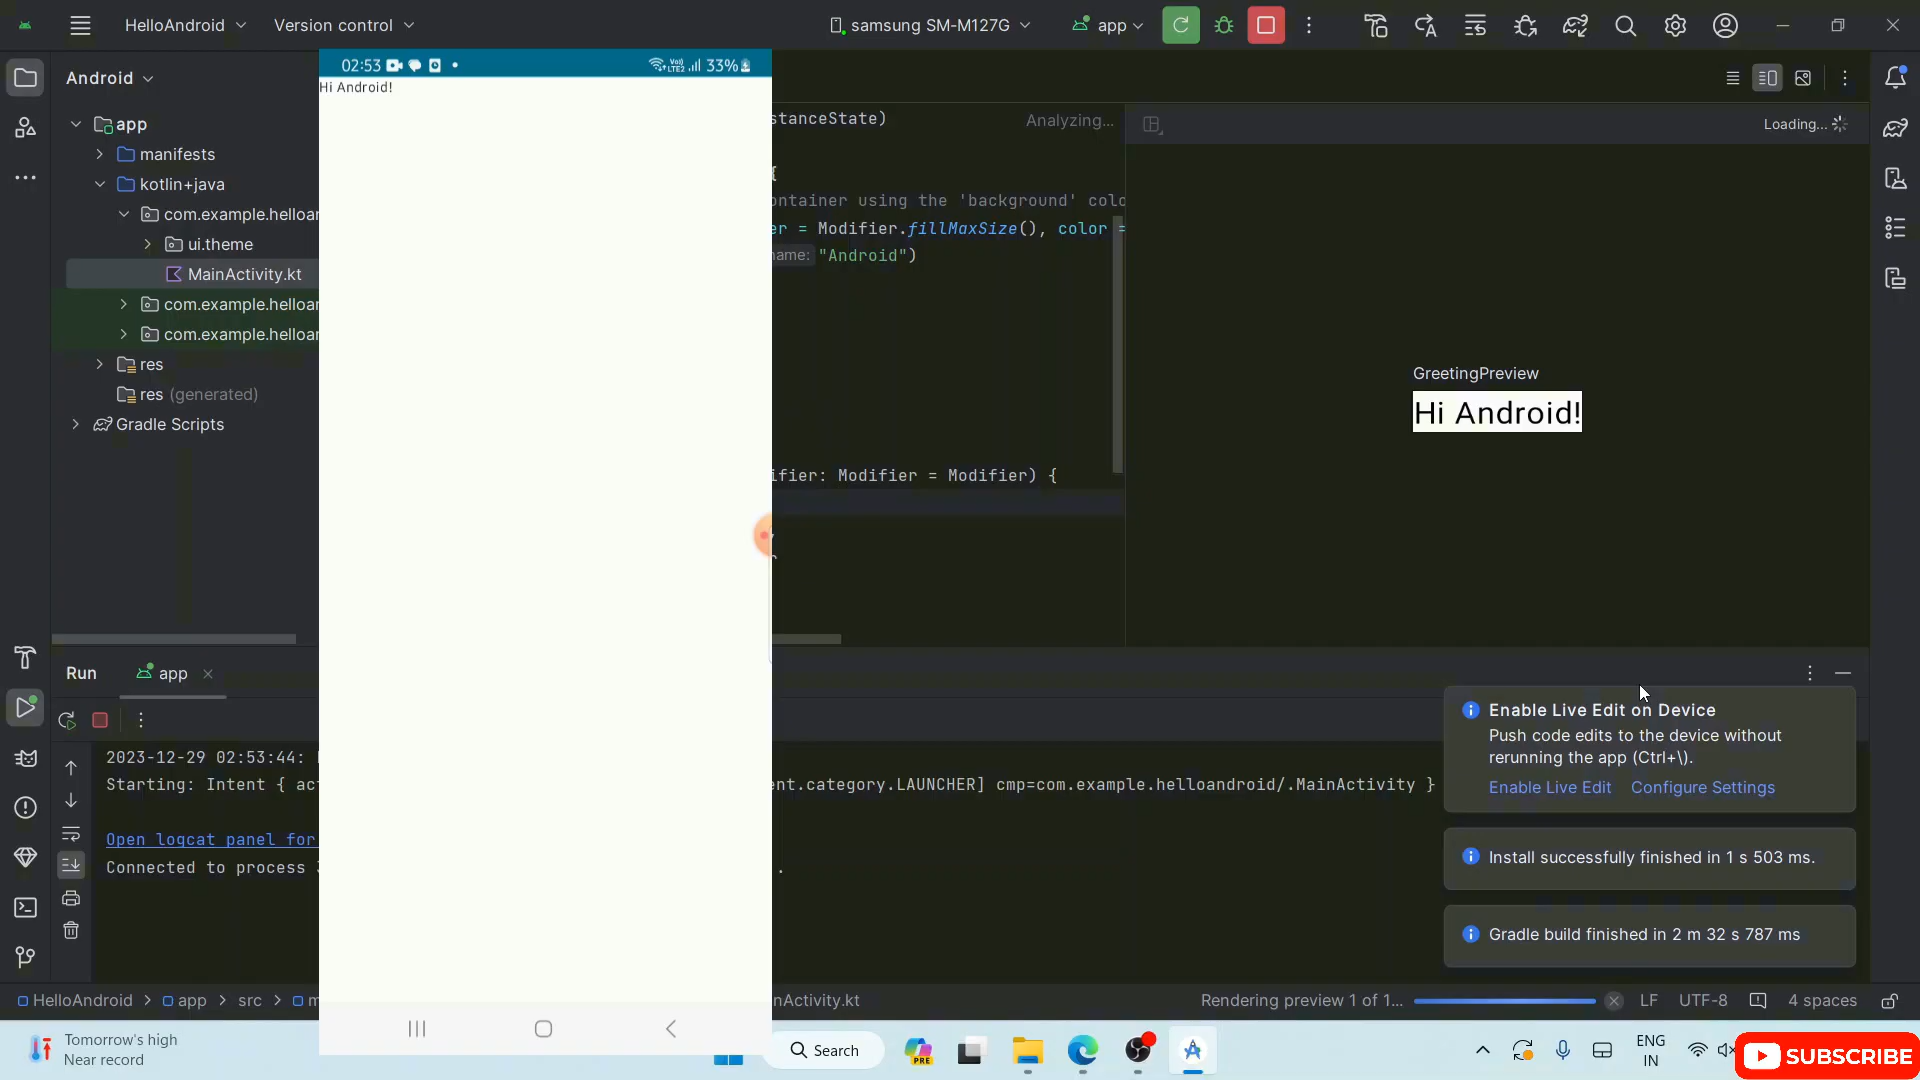 HelloAndroid
Version control
samsung SM-M127G
app
Android
02:53
Vo))
LTE2
33%
Hi Android!
app
manifests
kotlin+java
com.example.helloar
ui.theme
MainActivity.kt
com.example.helloar
com.example.helloar
res
res (generated)
Gradle Scripts
stanceState)
Analyzing...
{
ontainer using the 'background' colo
er = Modifier.fillMaxSize(), color =
name: "Android")
ifier: Modifier = Modifier) {
Loading...
GreetingPreview
Hi Android!
Run
app
2023-12-29 02:53:44:
Starting: Intent { act
nt.category.LAUNCHER] cmp=com.example.helloandroid/.MainActivity }
Open logcat panel for
Connected to process
.
Enable Live Edit on Device
Push code edits to the device without
rerunning the app (Ctrl+\).
Enable Live Edit
Configure Settings
Install successfully finished in 1 s 503 ms.
Gradle build finished in 2 m 32 s 787 ms
HelloAndroid > app > src > m
nActivity.kt
Rendering preview 1 of 1...
LF
UTF-8
4 spaces
Tomorrow's high
Near record
Search
PRE
ENG
IN
SUBSCRIBE